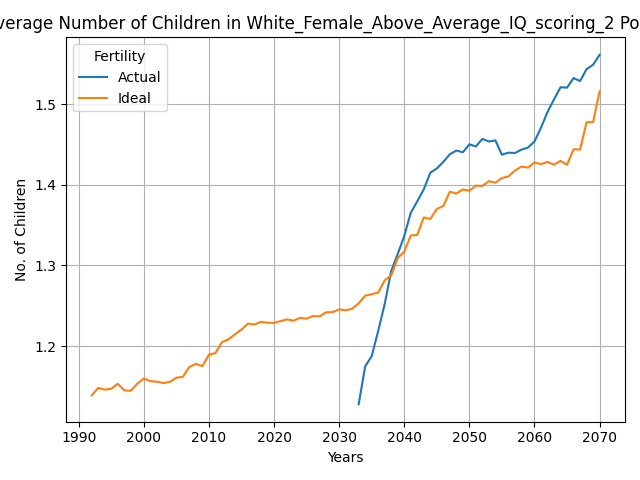 verage Number of Children in White_Female_Above_Average_IQ_scoring_2 Po
Fertility
Actual
Ideal
No. of Children
1.5
1.4
1.3
1.2
1990 2000 2010 2020 2030 2040 2050 2060 2070
Years